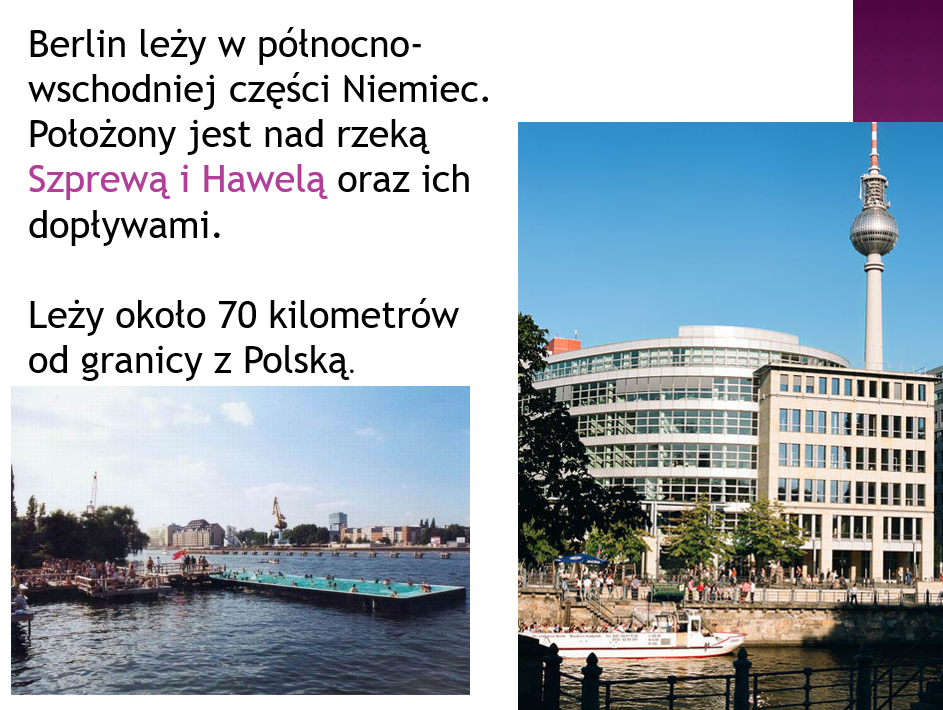 Berlin leży w północno-
wschodniej części Niemiec.
Położony jest nad rzeką
Szprewą i Hawelą oraz ich
dopływami.
Leży około 70 kilometrów
od granicy z Polską.